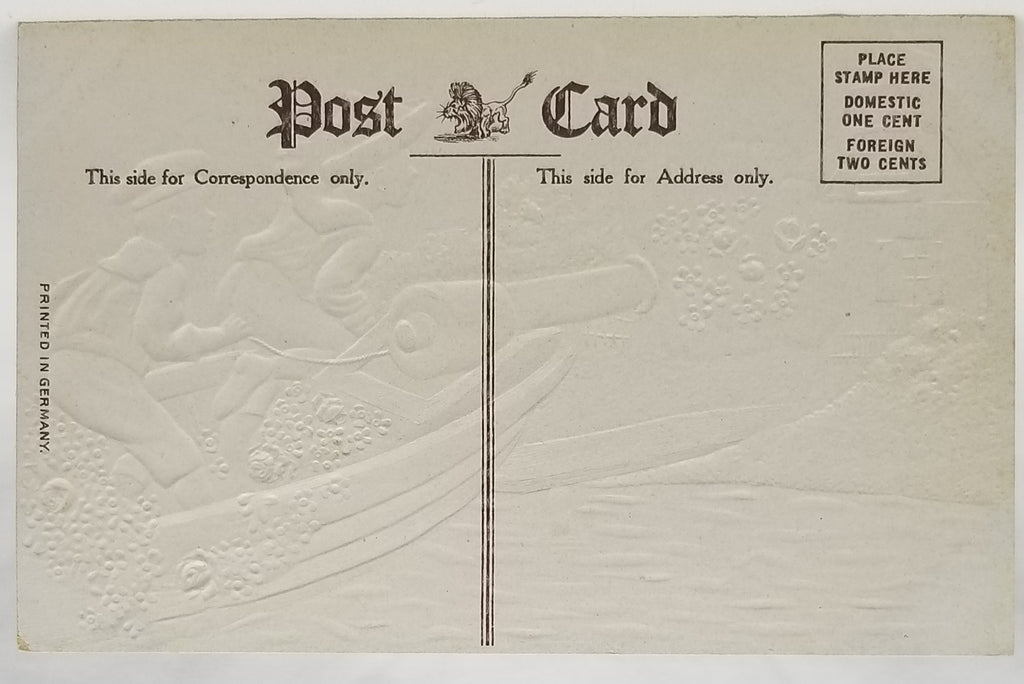 Post Card
This side for Correspondence only.
This side for Address only.
PLACE
STAMP HERE
DOMESTIC
ONE CENT
FOREIGN
TWO CENTS
PRINTED IN GERMANY.